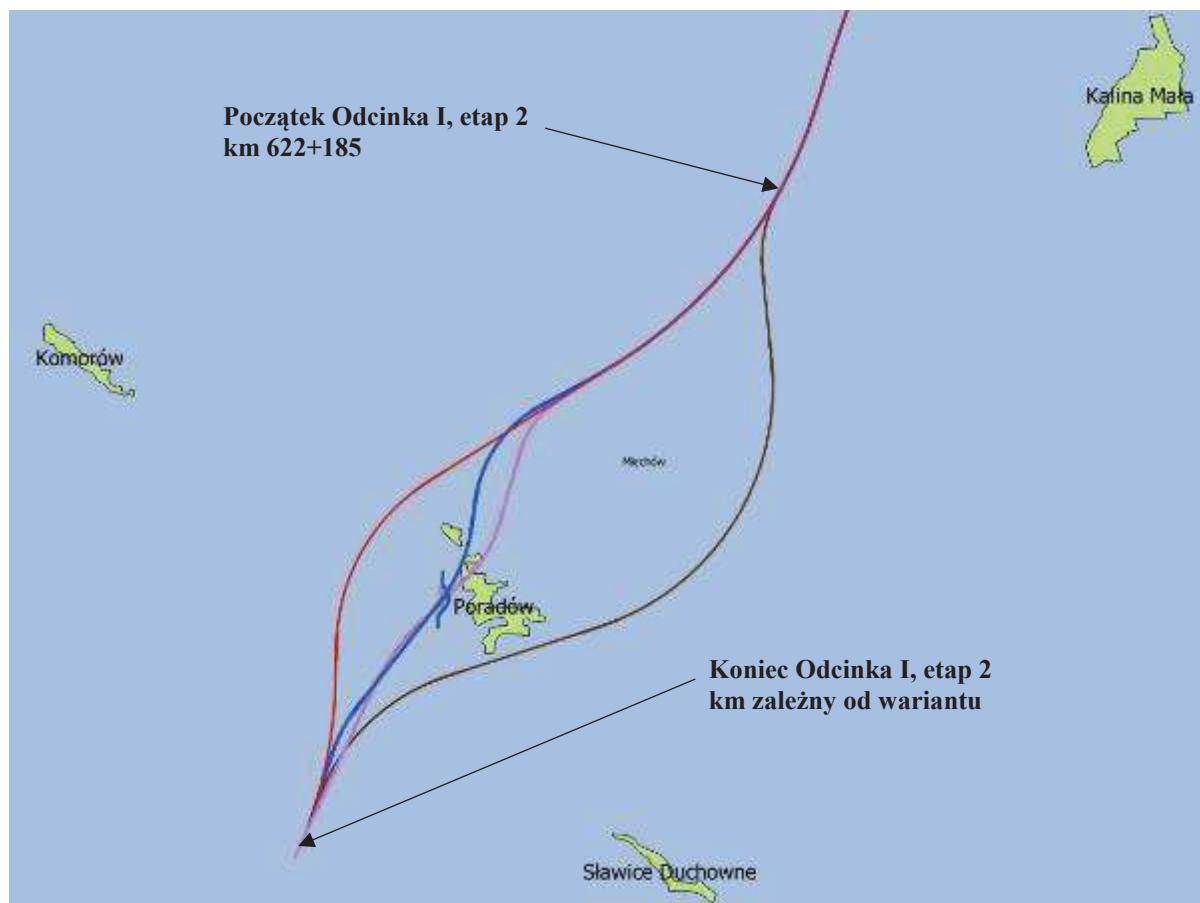 Kalina Mała
Początek Odcinka I, etap 2
km 622+185
Komorów
Miechów
Poradów
Koniec Odcinka I, etap 2
km zależny od wariantu
Sławice Duchowne